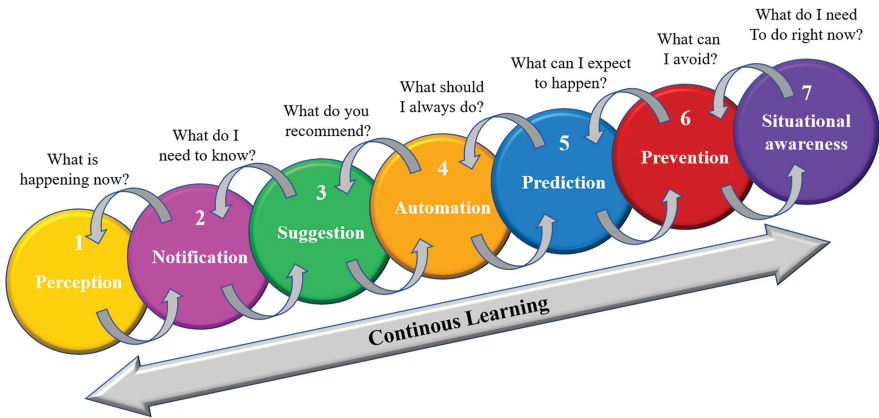 What is
happening now?
1
Perception
What do I
need to know?
2
Notification
What do you
recommend?
3
Suggestion
What should
I always do?
4
Automation
What can I expect
to happen?
5
Prediction
What can
I avoid?
6
Prevention
What do I need
To do right now?
7
Situational
awareness
Continous Learning